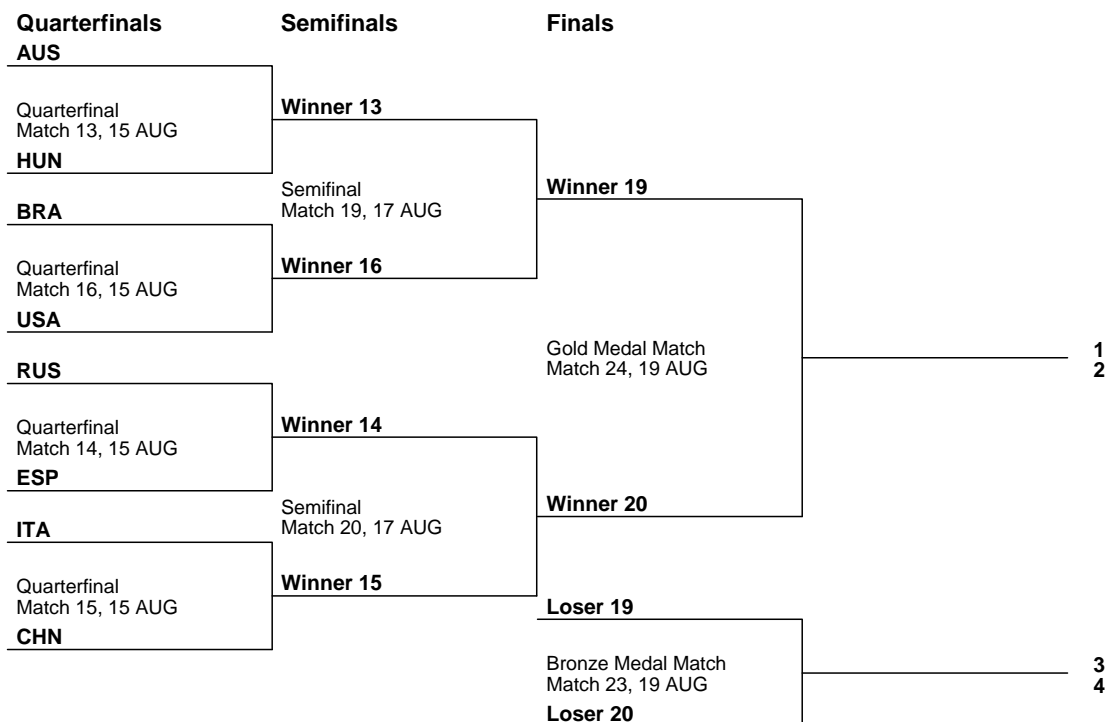 Quarterfinals
Semifinals
Finals
AUS
Quarterfinal
Match 13, 15 AUG
HUN
BRA
Quarterfinal
Match 16, 15 AUG
USA
RUS
Quarterfinal
Match 14, 15 AUG
ESP
ITA
Quarterfinal
Match 15, 15 AUG
CHN
Winner 13
Semifinal
Match 19, 17 AUG
Winner 16
Winner 14
Semifinal
Match 20, 17 AUG
Winner 15
Winner 19
Gold Medal Match
Match 24, 19 AUG
Winner 20
Loser 19
Bronze Medal Match
Match 23, 19 AUG
Loser 20
1
2
3
4